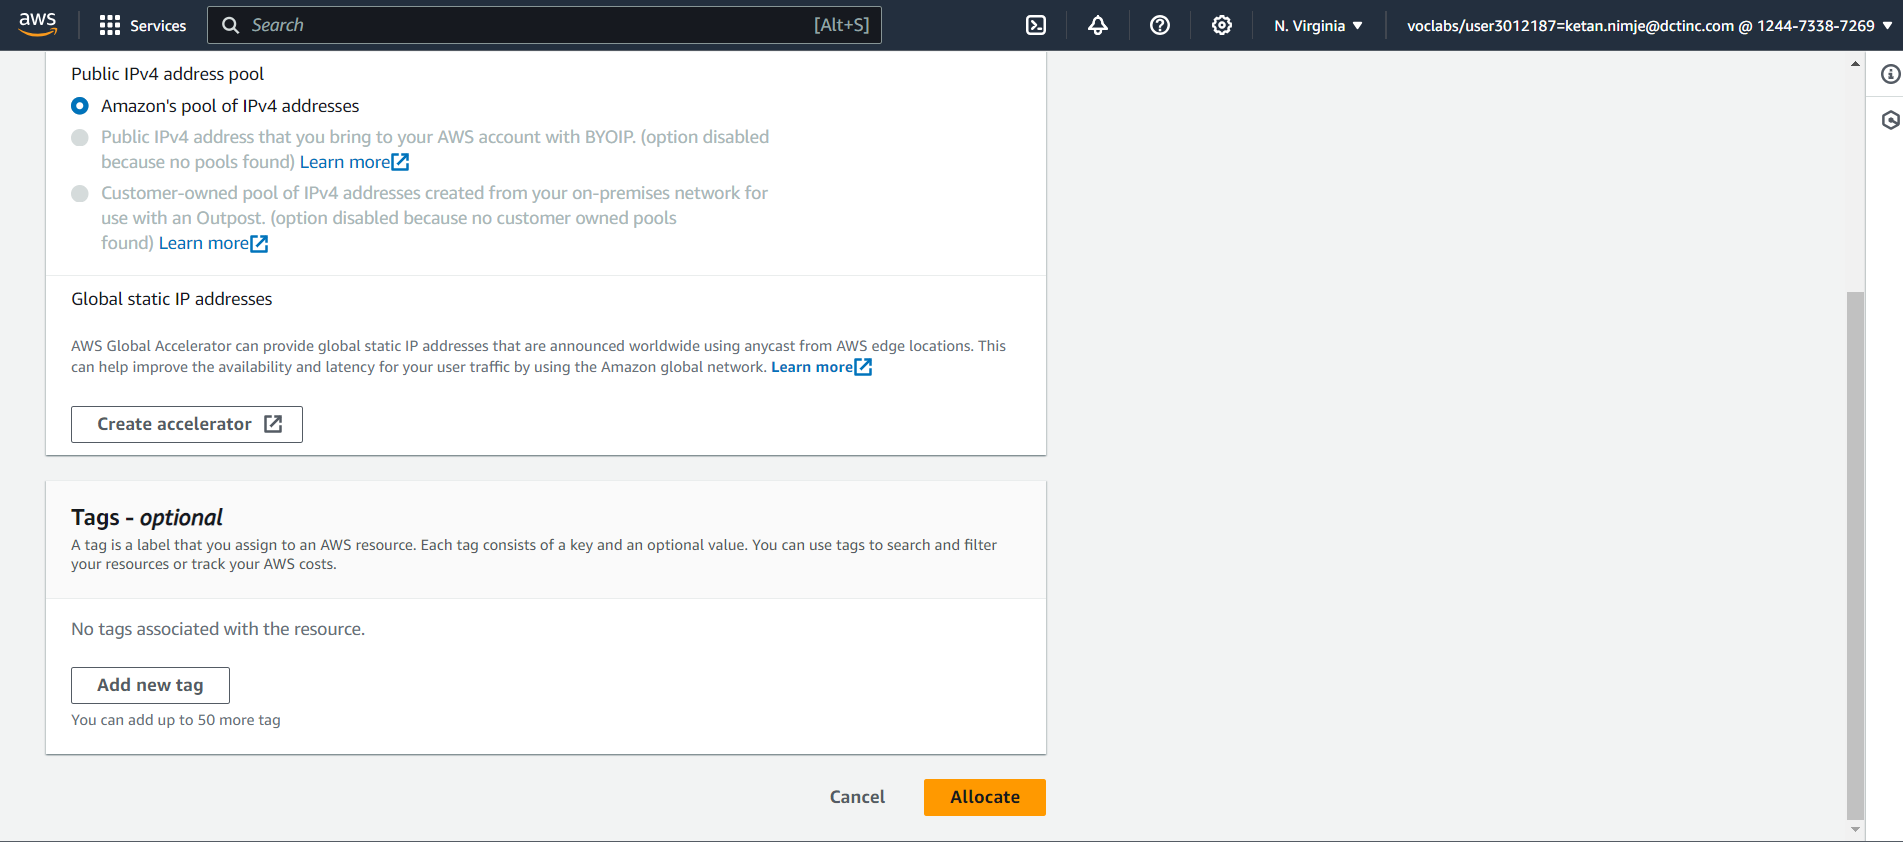 aws
Services
Search
[Alt+S]
N. Virginia
voclabs/user3012187=ketan.nimje@dctinc.com @ 1244-7338-7269
Public IPv4 address pool
Amazon's pool of IPv4 addresses
Public IPv4 address that you bring to your AWS account with BYOIP. (option disabled
because no pools found) Learn more
Customer-owned pool of IPv4 addresses created from your on-premises network for
use with an Outpost. (option disabled because no customer owned pools
found) Learn more
Global static IP addresses
AWS Global Accelerator can provide global static IP addresses that are announced worldwide using anycast from AWS edge locations. This
can help improve the availability and latency for your user traffic by using the Amazon global network. Learn more
Create accelerator
Tags - optional
A tag is a label that you assign to an AWS resource. Each tag consists of a key and an optional value. You can use tags to search and filter
your resources or track your AWS costs.
No tags associated with the resource.
Add new tag
You can add up to 50 more tag
Cancel
Allocate